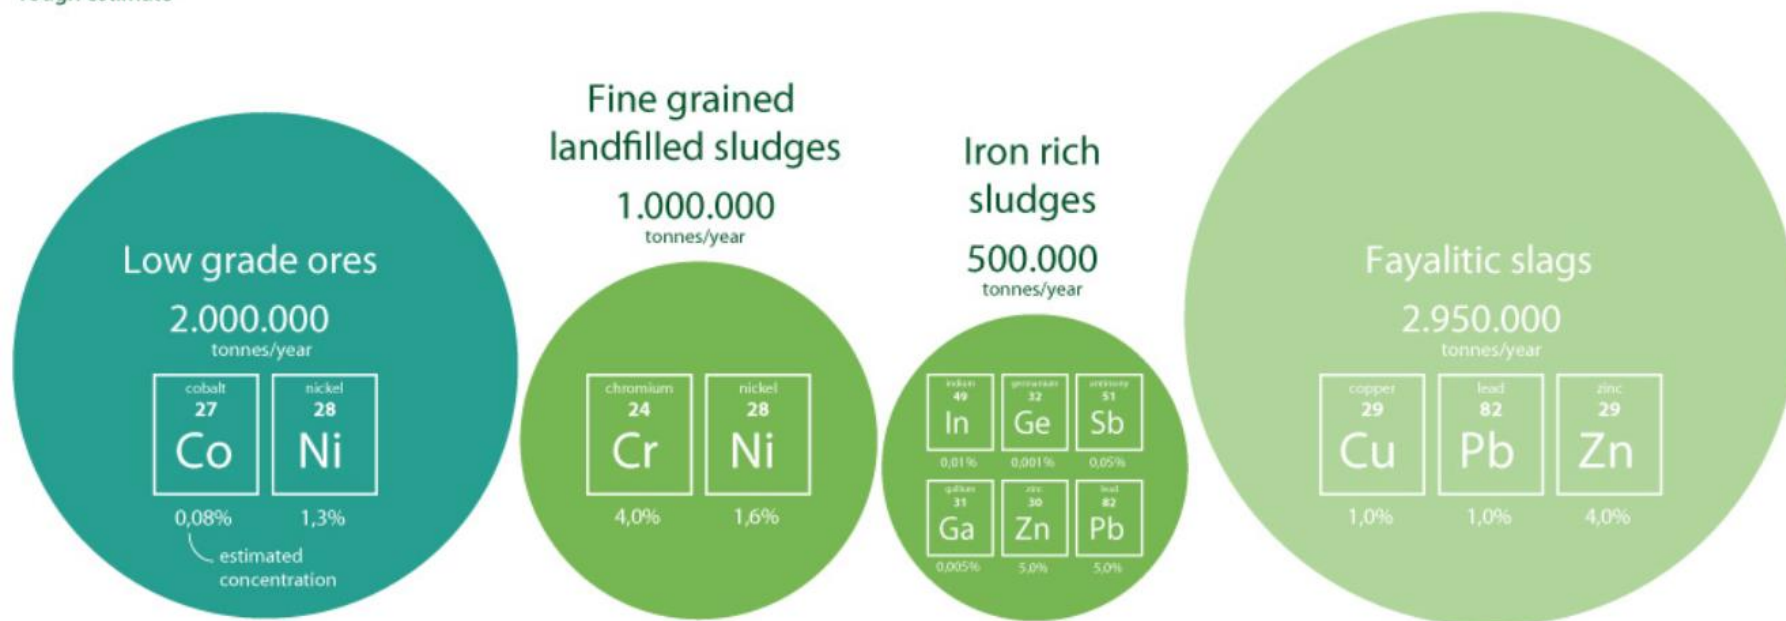 rough estimate
Low grade ores
2.000.000
tonnes/year
cobalt
27
Co
0,08%
nickel
28
Ni
1,3%
estimated
concentration
Fine grained
landfilled sludges
1.000.000
tonnes/year
chromium
24
Cr
4,0%
nickel
28
Ni
1,6%
Iron rich
sludges
500.000
tonnes/year
indium
49
In
0,01%
germanium
32
Ge
0,001%
antimony
51
Sb
0,05%
gallium
31
Ga
0,005%
zinc
30
Zn
5,0%
lead
82
Pb
5,0%
Fayalitic slags
2.950.000
tonnes/year
copper
29
Cu
1,0%
lead
82
Pb
1,0%
zinc
29
Zn
4,0%